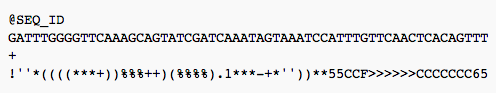 @SEQ_ID
GATTTGGGGTTCAAAGCAGTATCGATCAAATAGTAAATCCATTTGTTCAACTCACAGTTT
+
!''*((((***+))%%%++)(%%%%).1***-+*''))**55CCF>>>>>>CCCCCCC65